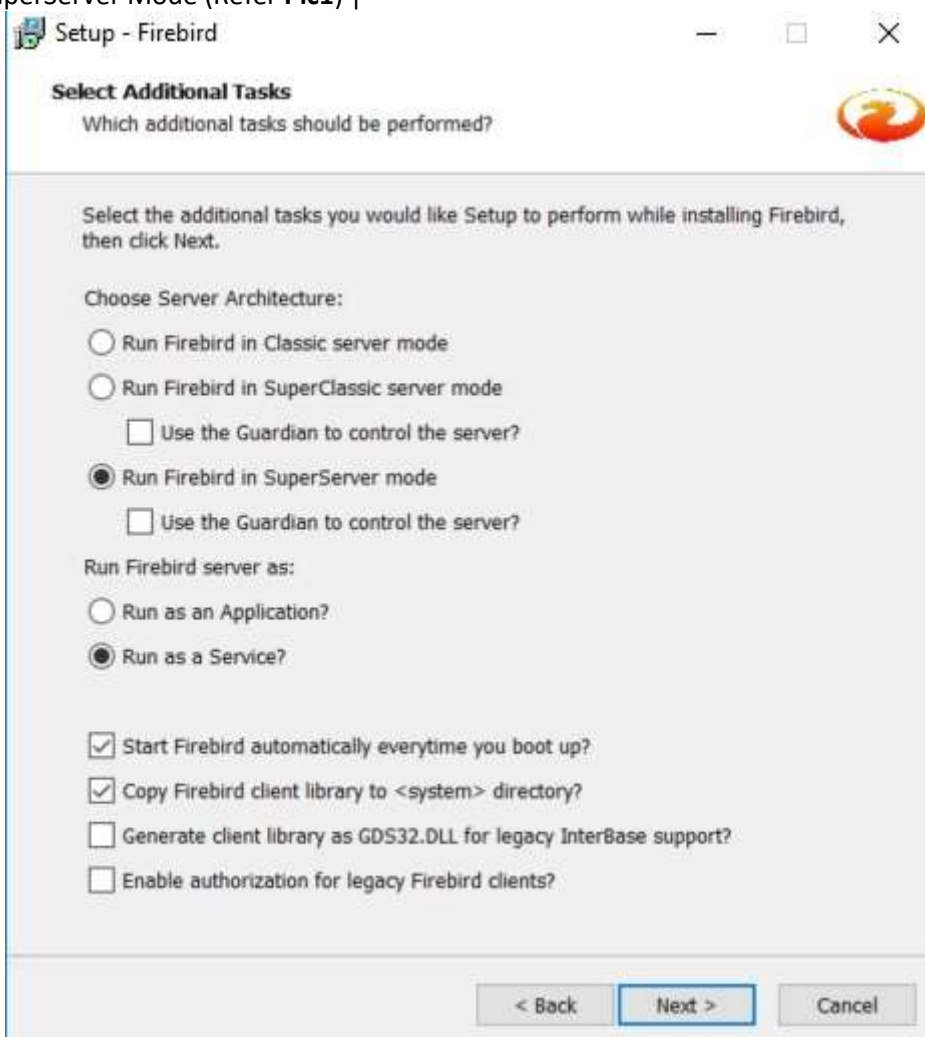 SuperServer Mode (Refer Pic1) |
Setup - Firebird
Select Additional Tasks
Which additional tasks should be performed?
Select the additional tasks you would like Setup to perform while installing Firebird,
then click Next.
Choose Server Architecture:
Run Firebird in Classic server mode
Run Firebird in SuperClassic server mode
Use the Guardian to control the server?
Run Firebird in SuperServer mode
Use the Guardian to control the server?
Run Firebird server as:
Run as an Application?
Run as a Service?
Start Firebird automatically everytime you boot up?
Copy Firebird client library to <system> directory?
Generate client library as GDS32.DLL for legacy InterBase support?
Enable authorization for legacy Firebird clients?
< Back
Next >
Cancel